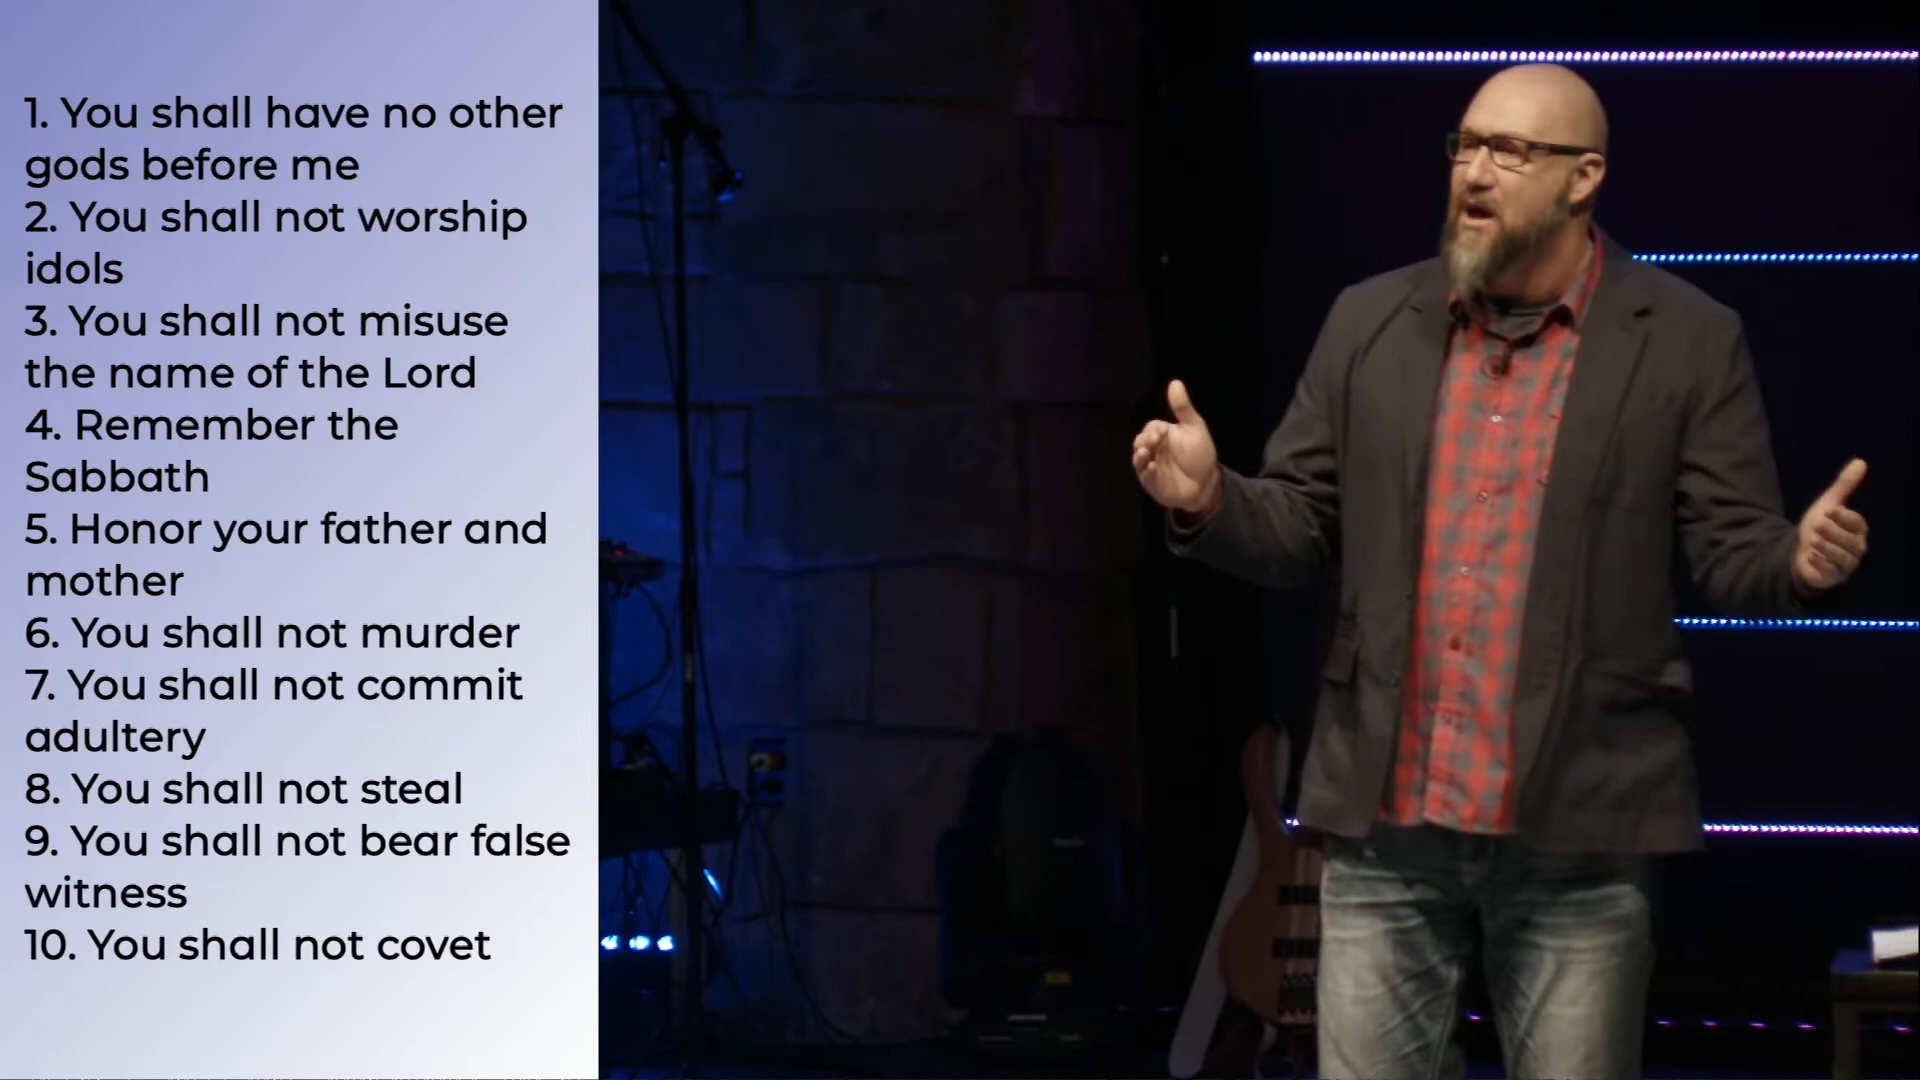 1. You shall have no other
gods before me
2. You shall not worship
idols
3. You shall not misuse
the name of the Lord
4. Remember the
Sabbath
5. Honor your father and
mother
6. You shall not murder
7. You shall not commit
adultery
8. You shall not steal
9. You shall not bear false
witness
10. You shall not covet